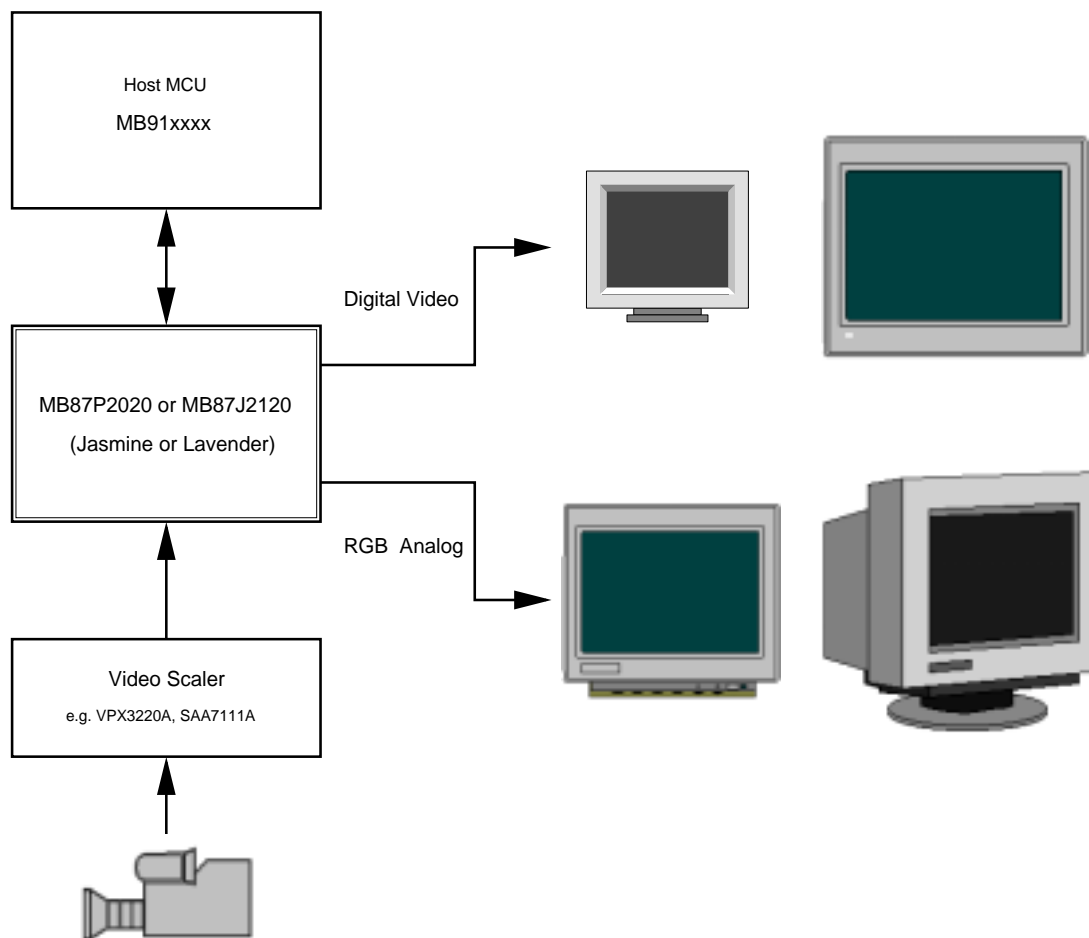 Host MCU
MB91xxxx
Digital Video
MB87P2020 or MB87J2120
(Jasmine or Lavender)
RGB Analog
Video Scaler
e.g. VPX3220A, SAA7111A